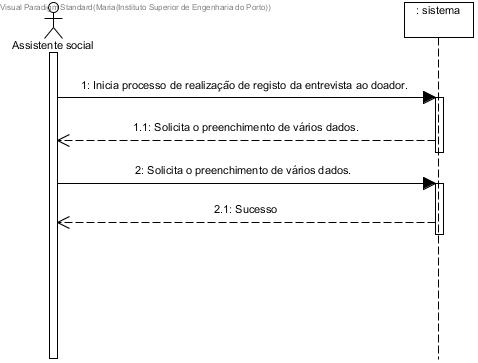 Visual Paradigm Standard(Maria(Instituto Superior de Engenharia do Porto))
: sistema
Assistente social
1: Inicia processo de realização de registo da entrevista ao doador.
1.1: Solicita o preenchimento de vários dados.
2: Solicita o preenchimento de vários dados.
2.1: Sucesso